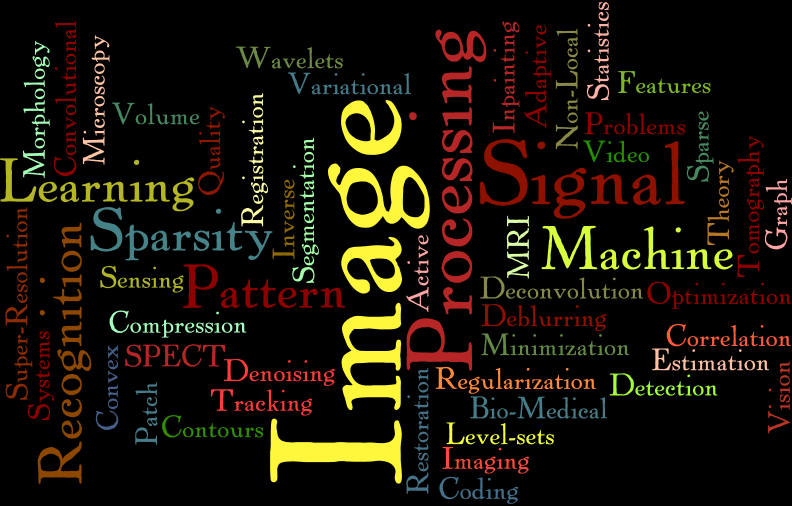 Morphology
Convolutional
Microscopy
Volume
Quality
Wavelets
Variational
Registration
Inverse
Segmentation
Learning
Sparsity
Sensing
Pattern
Compression
SPECT
Denoising
Tracking
Contours
Super-Resolution
Systems
Recognition
Convex
Patch
Image
Processing
Active
Restoration
Inpainting
Adaptive
Non-Local
Statistics
Features
Problems
Video
Sparse
Signal
Theory
Tomography
Graph
MRI
Machine
Deconvolution
Optimization
Deblurring
Minimization
Correlation
Estimation
Regularization
Detection
Vision
Bio-Medical
Level-sets
Imaging
Coding